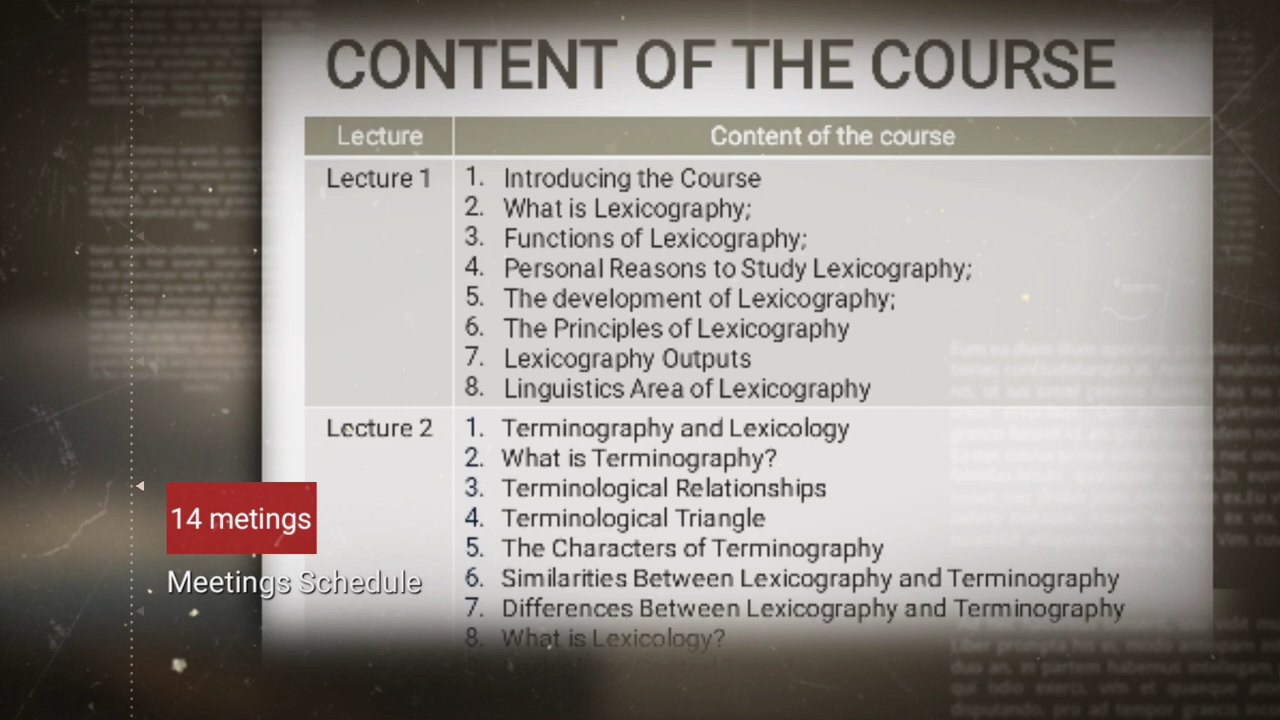 CONTENT OF THE COURSE
Lecture Content of the course
Lecture 1 1. Introducing the Course
2. What is Lexicography;
3. Functions of Lexicography;
4. Personal Reasons to Study Lexicography;
5. The development of Lexicography;
6. The Principles of Lexicography
7. Lexicography Outputs
8. Linguistics Area of Lexicography
Lecture 2 1. Terminography and Lexicology
2. What is Terminography?
3. Terminological Relationships
4. Terminological Triangle
5. The Characters of Terminography
6. Similarities Between Lexicography and Terminography
7. Differences Between Lexicography and Terminography
8. What is Lexicology?
14 metings
Meetings Schedule